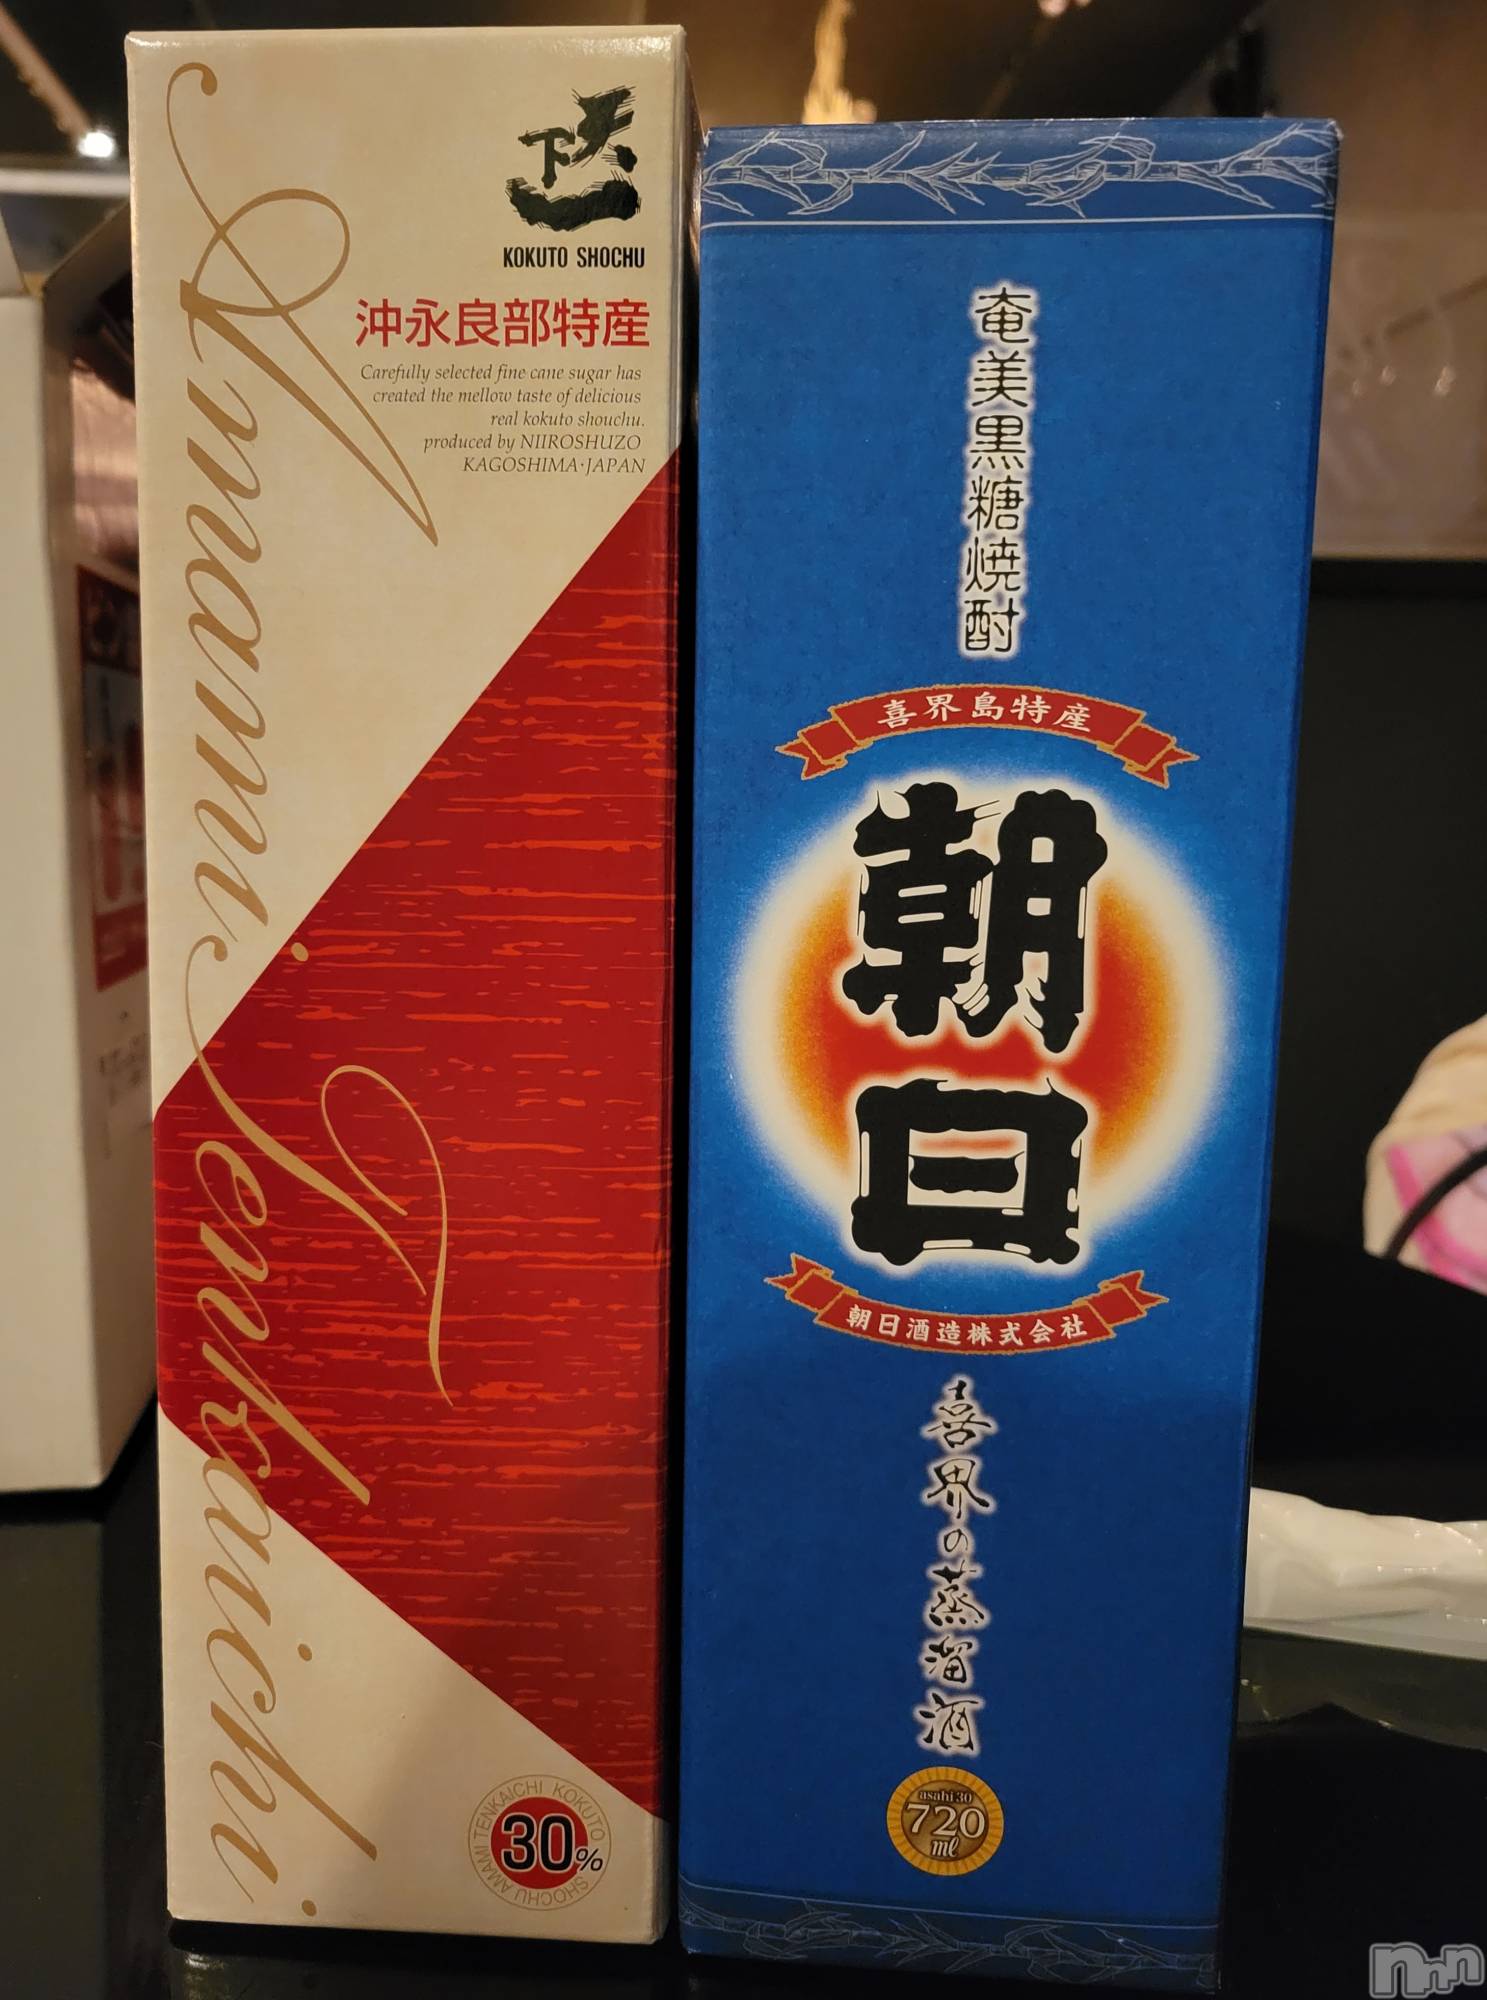 天下一
KOKUTO SHOCHU
沖永良部特産
Carefully selected fine cane sugar has
created the mellow taste of delicious
real kokuto shouchu.
produced by NIIROSHUZO
KAGOSHIMA·JAPAN
Amami Tenkaichi
T
AMAMI TENKAICHI KOKUTO SHOCHU
30%
奄美黒糖焼酎
喜界島特産
朝日
朝日酒造株式会社
喜界の蒸溜酒
asahi 30
720
ml
nnn